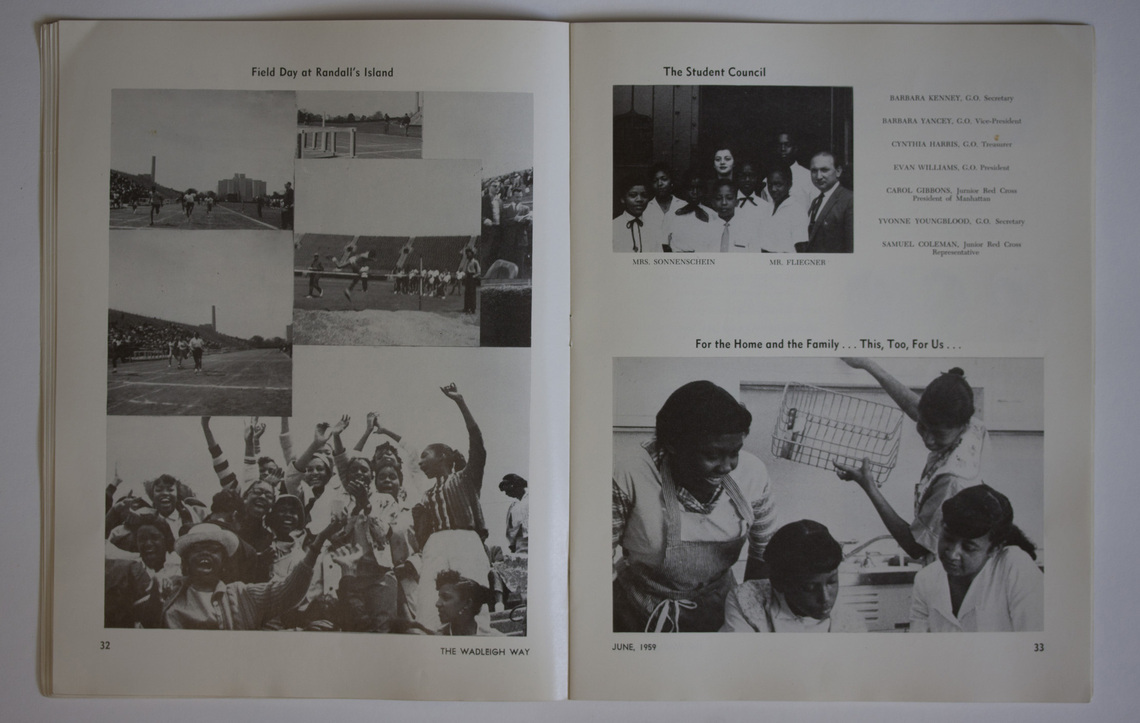 Field Day at Randall's Island
32
THE WADLEIGH WAY
The Student Council
MRS. SONNENSCHEIN
MR. FLIEGNER
BARBARA KENNEY, G.O. Secretary
BARBARA YANCEY, G.O. Vice-President
CYNTHIA HARRIS, G.O. Treasurer
EVAN WILLIAMS, G.O. President
CAROL GIBBONS, Junior Red Cross
President of Manhattan
YVONNE YOUNGBLOOD, G.O. Secretary
SAMUEL COLEMAN, Junior Red Cross
Representative
For the Home and the Family . . . This, Too, For Us . . .
JUNE, 1959
33